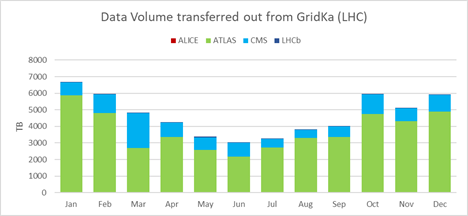 Data Volume transferred out from GridKa (LHC)
ALICE ATLAS CMS LHCb
8000
7000
6000
5000
4000
3000
2000
1000
0
TB
Jan Feb Mar Apr May Jun Jul Aug Sep Oct Nov Dec